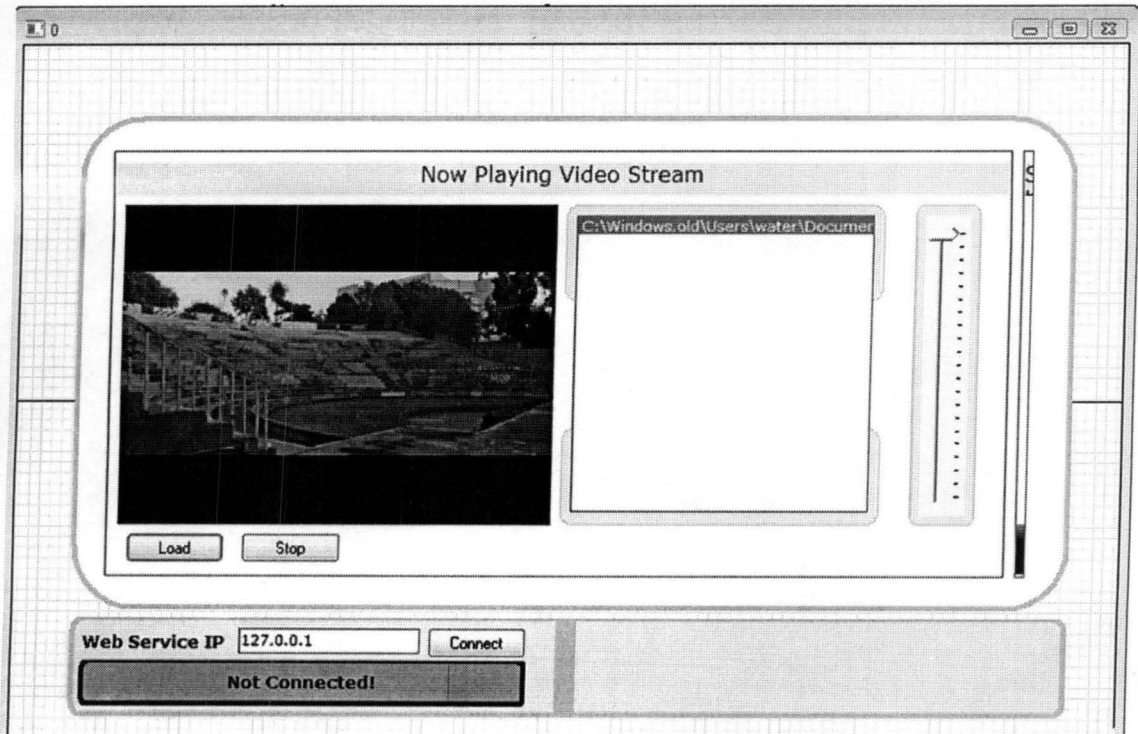 0
Now Playing Video Stream
C:\Windows.old\Users\water\Documer
Load
Stop
Web Service IP
127.0.0.1
Connect
Not Connected!